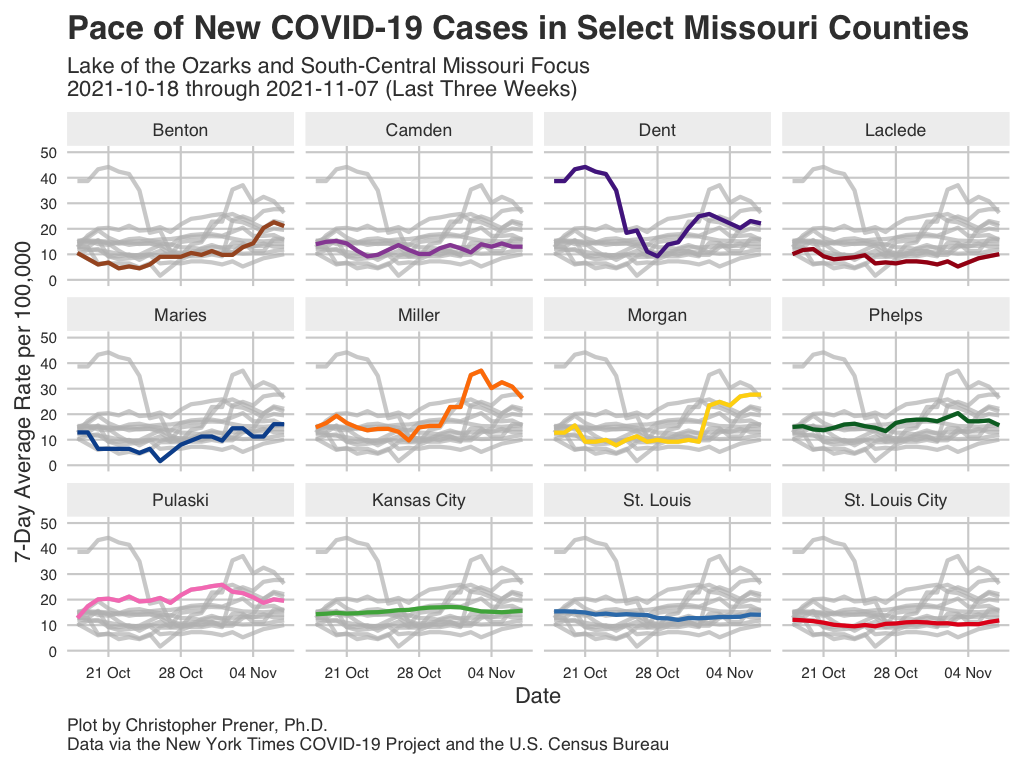 Pace of New COVID-19 Cases in Select Missouri Counties
Lake of the Ozarks and South-Central Missouri Focus
2021-10-18 through 2021-11-07 (Last Three Weeks)
Benton Camden Dent Laclede
50
40
30
20
10
0
Maries Miller Morgan Phelps
50
40
30
20
10
0
Pulaski Kansas City St. Louis St. Louis City
50
40
30
20
10
0
7-Day Average Rate per 100,000
21 Oct 28 Oct 04 Nov 21 Oct 28 Oct 04 Nov 21 Oct 28 Oct 04 Nov 21 Oct 28 Oct 04 Nov
Date
Plot by Christopher Prener, Ph.D.
Data via the New York Times COVID-19 Project and the U.S. Census Bureau